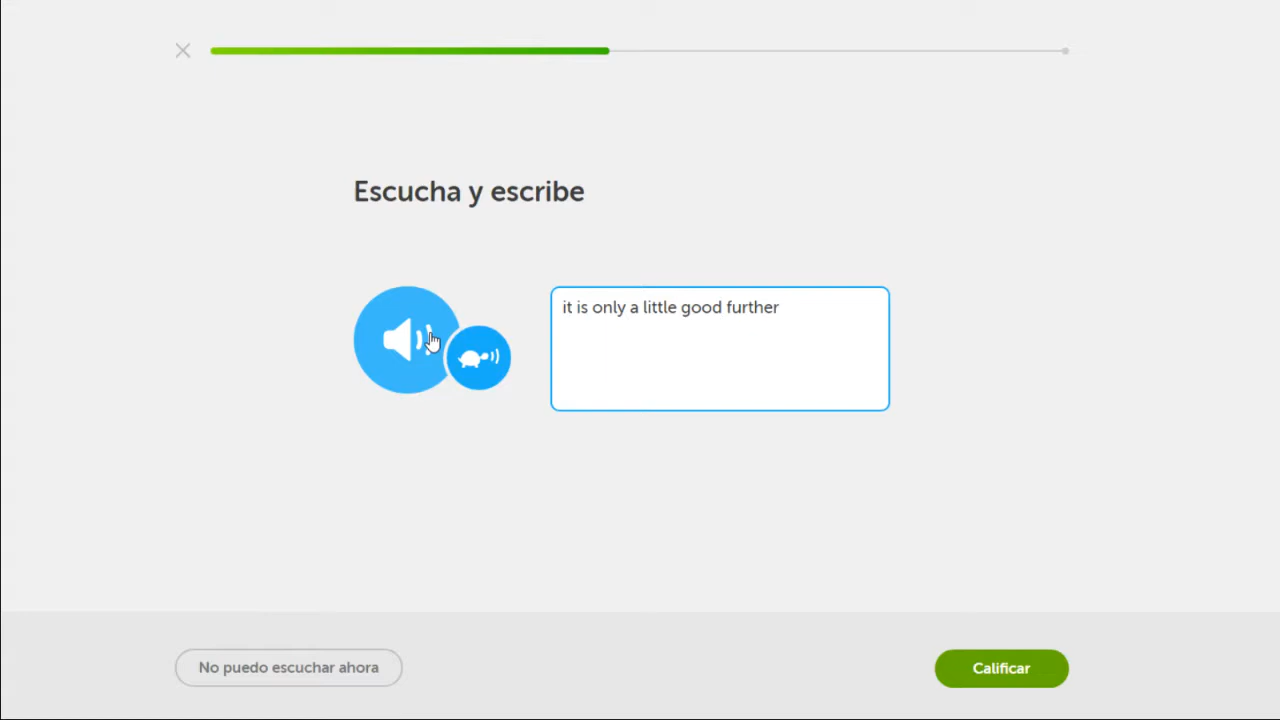 Escucha y escribe
it is only a little good further
No puedo escuchar ahora
Calificar